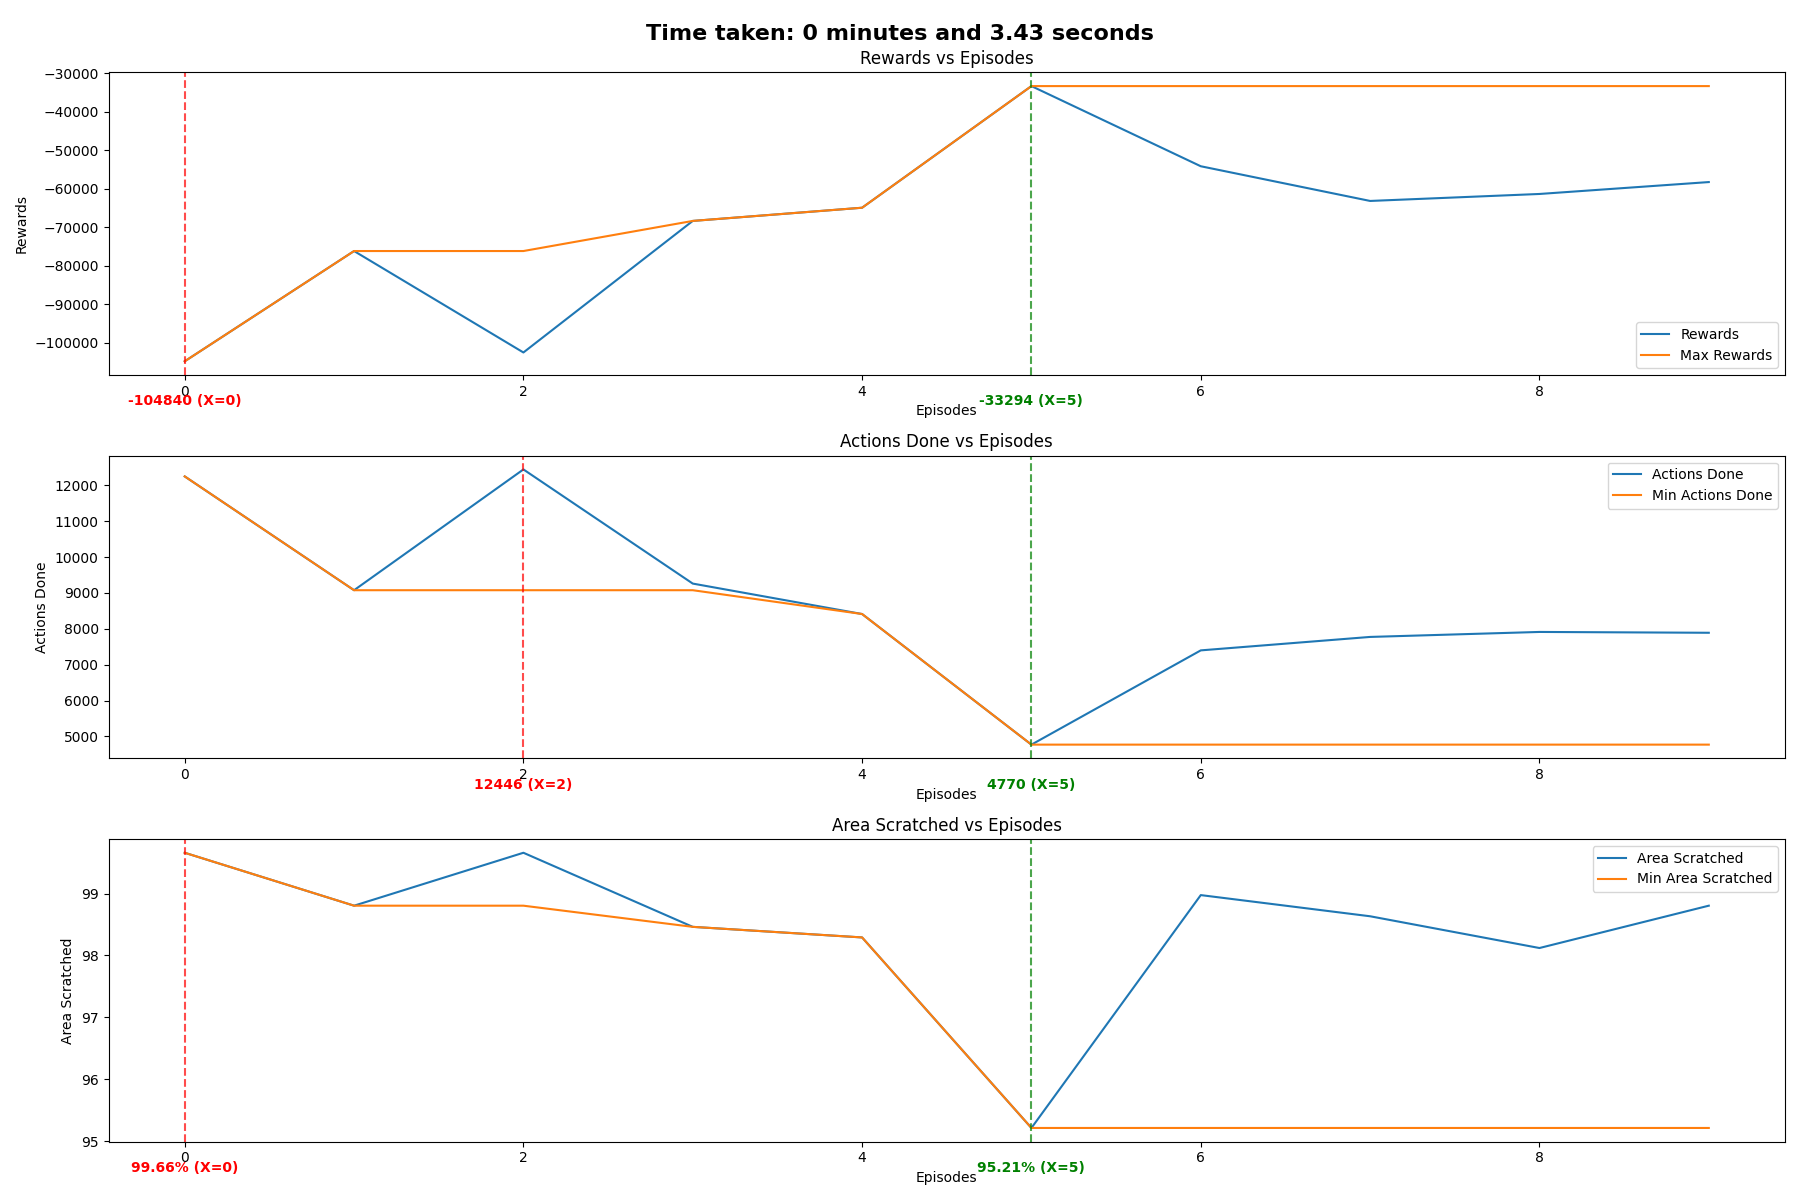 Time taken: 0 minutes and 3.43 seconds
Rewards vs Episodes
Rewards
−30000
−40000
−50000
−60000
−70000
−80000
−90000
−100000
Rewards
Max Rewards
0 2 4 6 8
-104840 (X=0) -33294 (X=5)
Episodes
Actions Done vs Episodes
Actions Done
12000
11000
10000
9000
8000
7000
6000
5000
Actions Done
Min Actions Done
0 2 4 6 8
12446 (X=2) 4770 (X=5)
Episodes
Area Scratched vs Episodes
Area Scratched
99
98
97
96
95
Area Scratched
Min Area Scratched
0 2 4 6 8
99.66% (X=0) 95.21% (X=5)
Episodes